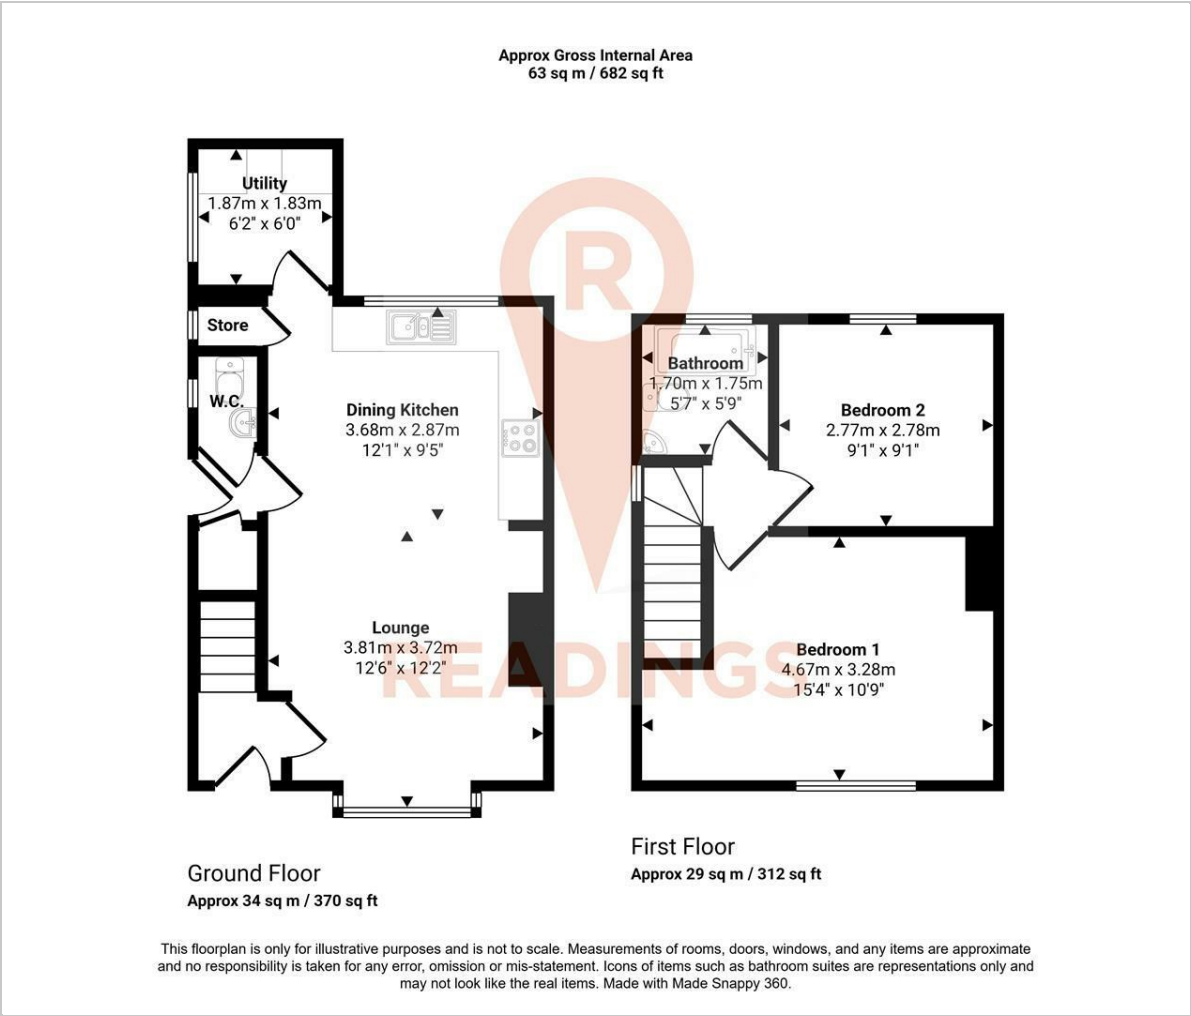 Approx Gross Internal Area
63 sq m / 682 sq ft
Utility
1.87m x 1.83m
6'2" x 6'0"
Store
W.C.
Dining Kitchen
3.68m x 2.87m
12'1" x 9'5"
Lounge
3.81m x 3.72m
12'6" x 12'2"
R
READINGS
Bathroom
1.70m x 1.75m
5'7" x 5'9"
Bedroom 2
2.77m x 2.78m
9'1" x 9'1"
Bedroom 1
4.67m x 3.28m
15'4" x 10'9"
Ground Floor
Approx 34 sq m / 370 sq ft
First Floor
Approx 29 sq m / 312 sq ft
This floorplan is only for illustrative purposes and is not to scale. Measurements of rooms, doors, windows, and any items are approximate
and no responsibility is taken for any error, omission or mis-statement. Icons of items such as bathroom suites are representations only and
may not look like the real items. Made with Made Snappy 360.